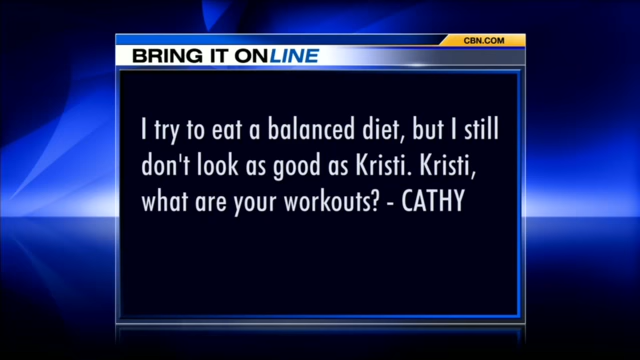 CBN.COM
BRING IT ONLINE
I try to eat a balanced diet, but I still
don't look as good as Kristi. Kristi,
what are your workouts? - CATHY